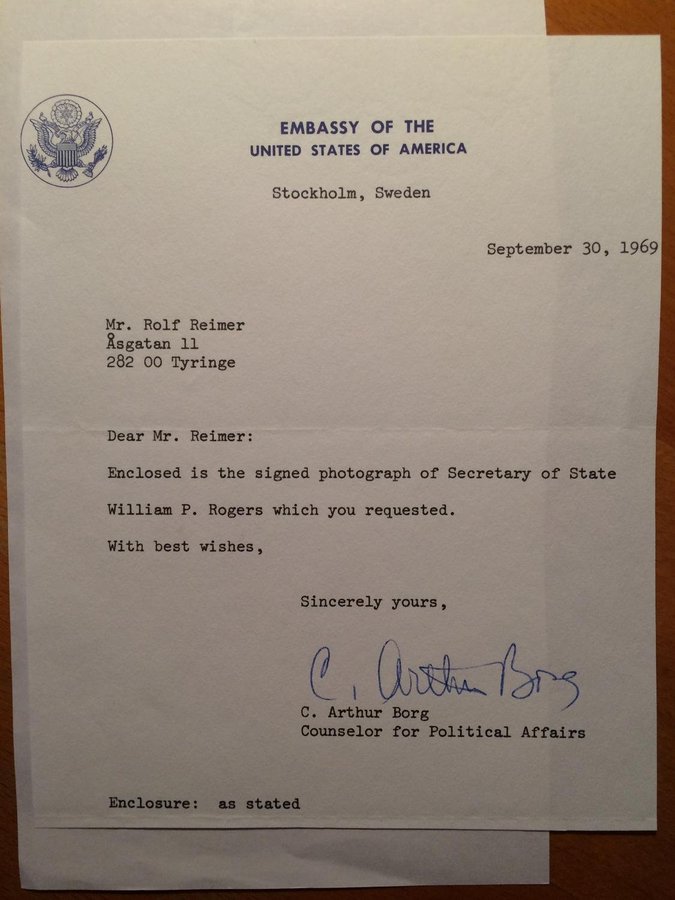 EMBASSY OF THE
UNITED STATES OF AMERICA
Stockholm, Sweden
September 30, 1969
Mr. Rolf Reimer
Åsgatan 11
282 00 Tyringe
Dear Mr. Reimer:
Enclosed is the signed photograph of Secretary of State
William P. Rogers which you requested.
With best wishes,
Sincerely yours,
C. Arthur Borg
C. Arthur Borg
Counselor for Political Affairs
Enclosure: as stated